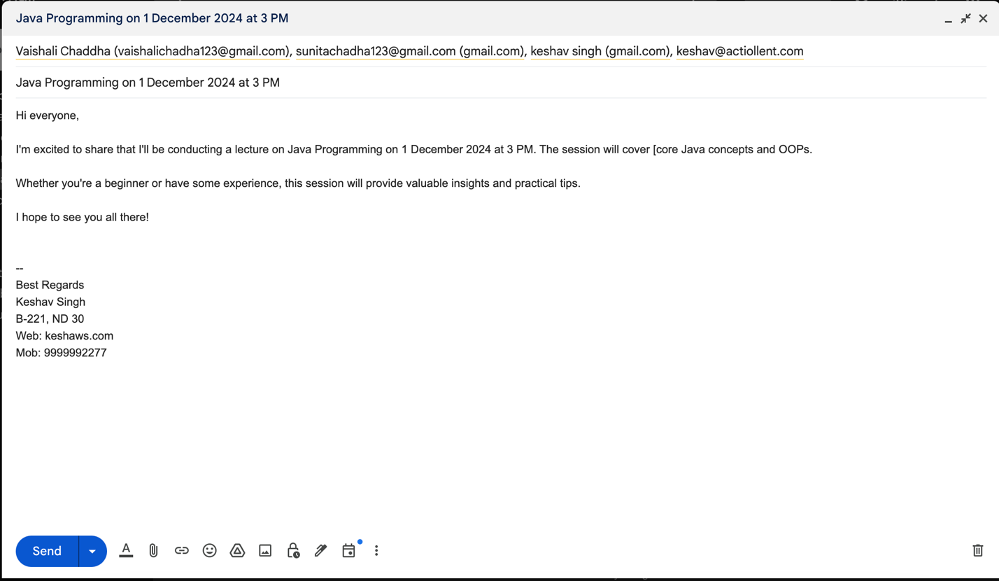 Java Programming on 1 December 2024 at 3 PM
Vaishali Chaddha (vaishalichadha123@gmail.com), sunitachadha123@gmail.com (gmail.com), keshav singh (gmail.com), keshav@actiollent.com
Java Programming on 1 December 2024 at 3 PM
Hi everyone,
I'm excited to share that I'll be conducting a lecture on Java Programming on 1 December 2024 at 3 PM. The session will cover [core Java concepts and OOPs.
Whether you're a beginner or have some experience, this session will provide valuable insights and practical tips.
I hope to see you all there!
--
Best Regards
Keshav Singh
B-221, ND 30
Web: keshaws.com
Mob: 9999992277
Send